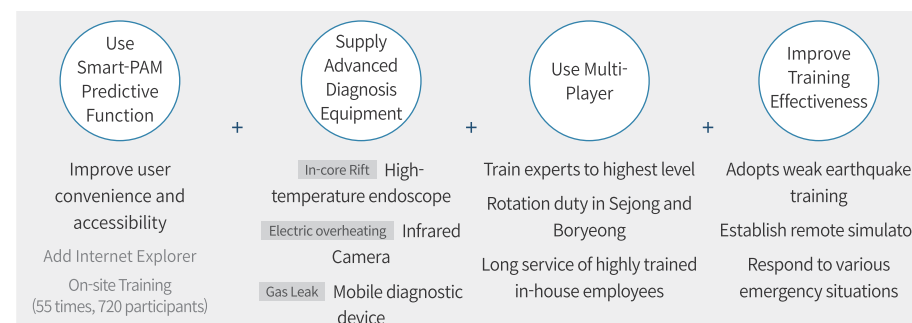 Use
Smart-PAM
Predictive
Function
+
Supply
Advanced
Diagnosis
Equipment
+
Use Multi-
Player
+
Improve
Training
Effectiveness
Improve user
convenience and
accessibility
Add Internet Explorer
On-site Training
(55 times, 720 participants)
In-core Rift High-
temperature endoscope
Electric overheating Infrared
Camera
Gas Leak Mobile diagnostic
device
Train experts to highest level
Rotation duty in Sejong and
Boryeong
Long service of highly trained
in-house employees
Adopts weak earthquake
training
Establish remote simulato
Respond to various
emergency situations